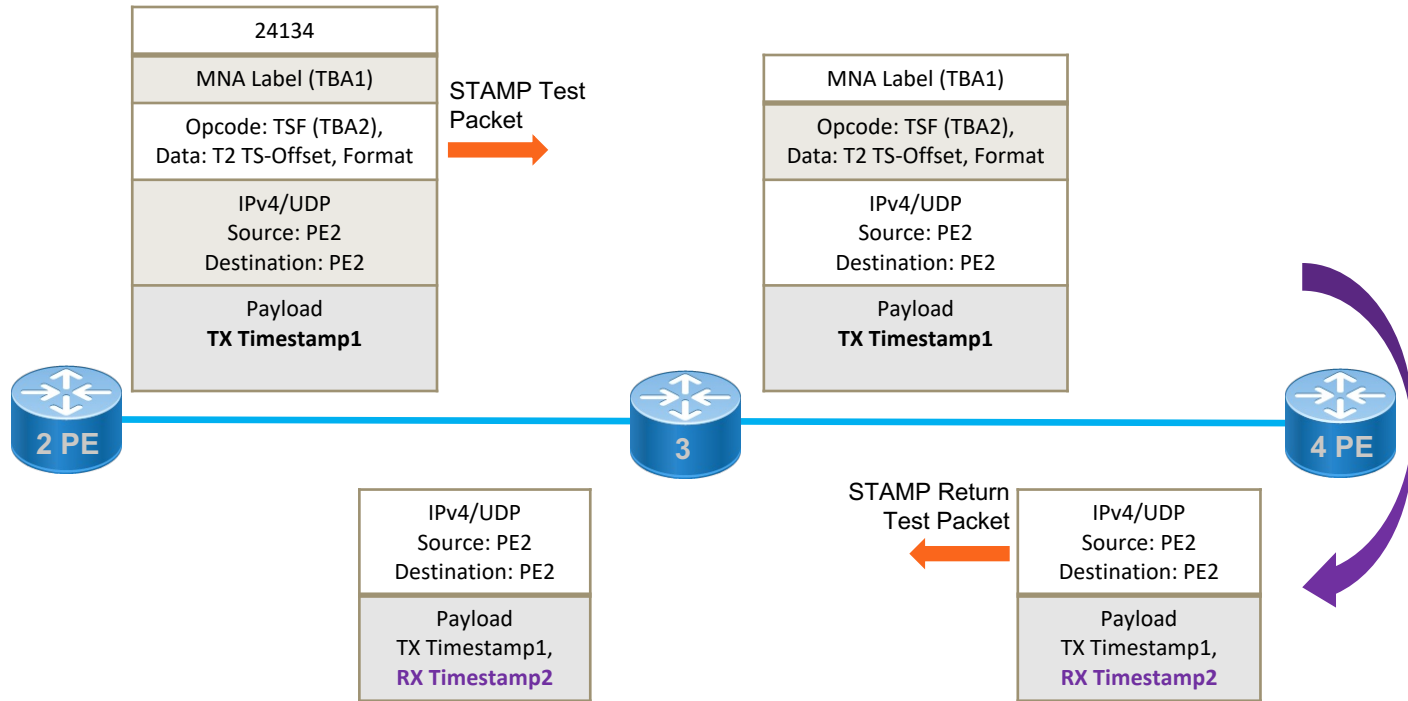 24134
MNA Label (TBA1)
Opcode: TSF (TBA2),
Data: T2 TS-Offset, Format
IPv4/UDP
Source: PE2
Destination: PE2
Payload
TX Timestamp1
STAMP Test
Packet
MNA Label (TBA1)
Opcode: TSF (TBA2),
Data: T2 TS-Offset, Format
IPv4/UDP
Source: PE2
Destination: PE2
Payload
TX Timestamp1
2 PE
3
4 PE
IPv4/UDP
Source: PE2
Destination: PE2
Payload
TX Timestamp1,
RX Timestamp2
STAMP Return
Test Packet
IPv4/UDP
Source: PE2
Destination: PE2
Payload
TX Timestamp1,
RX Timestamp2